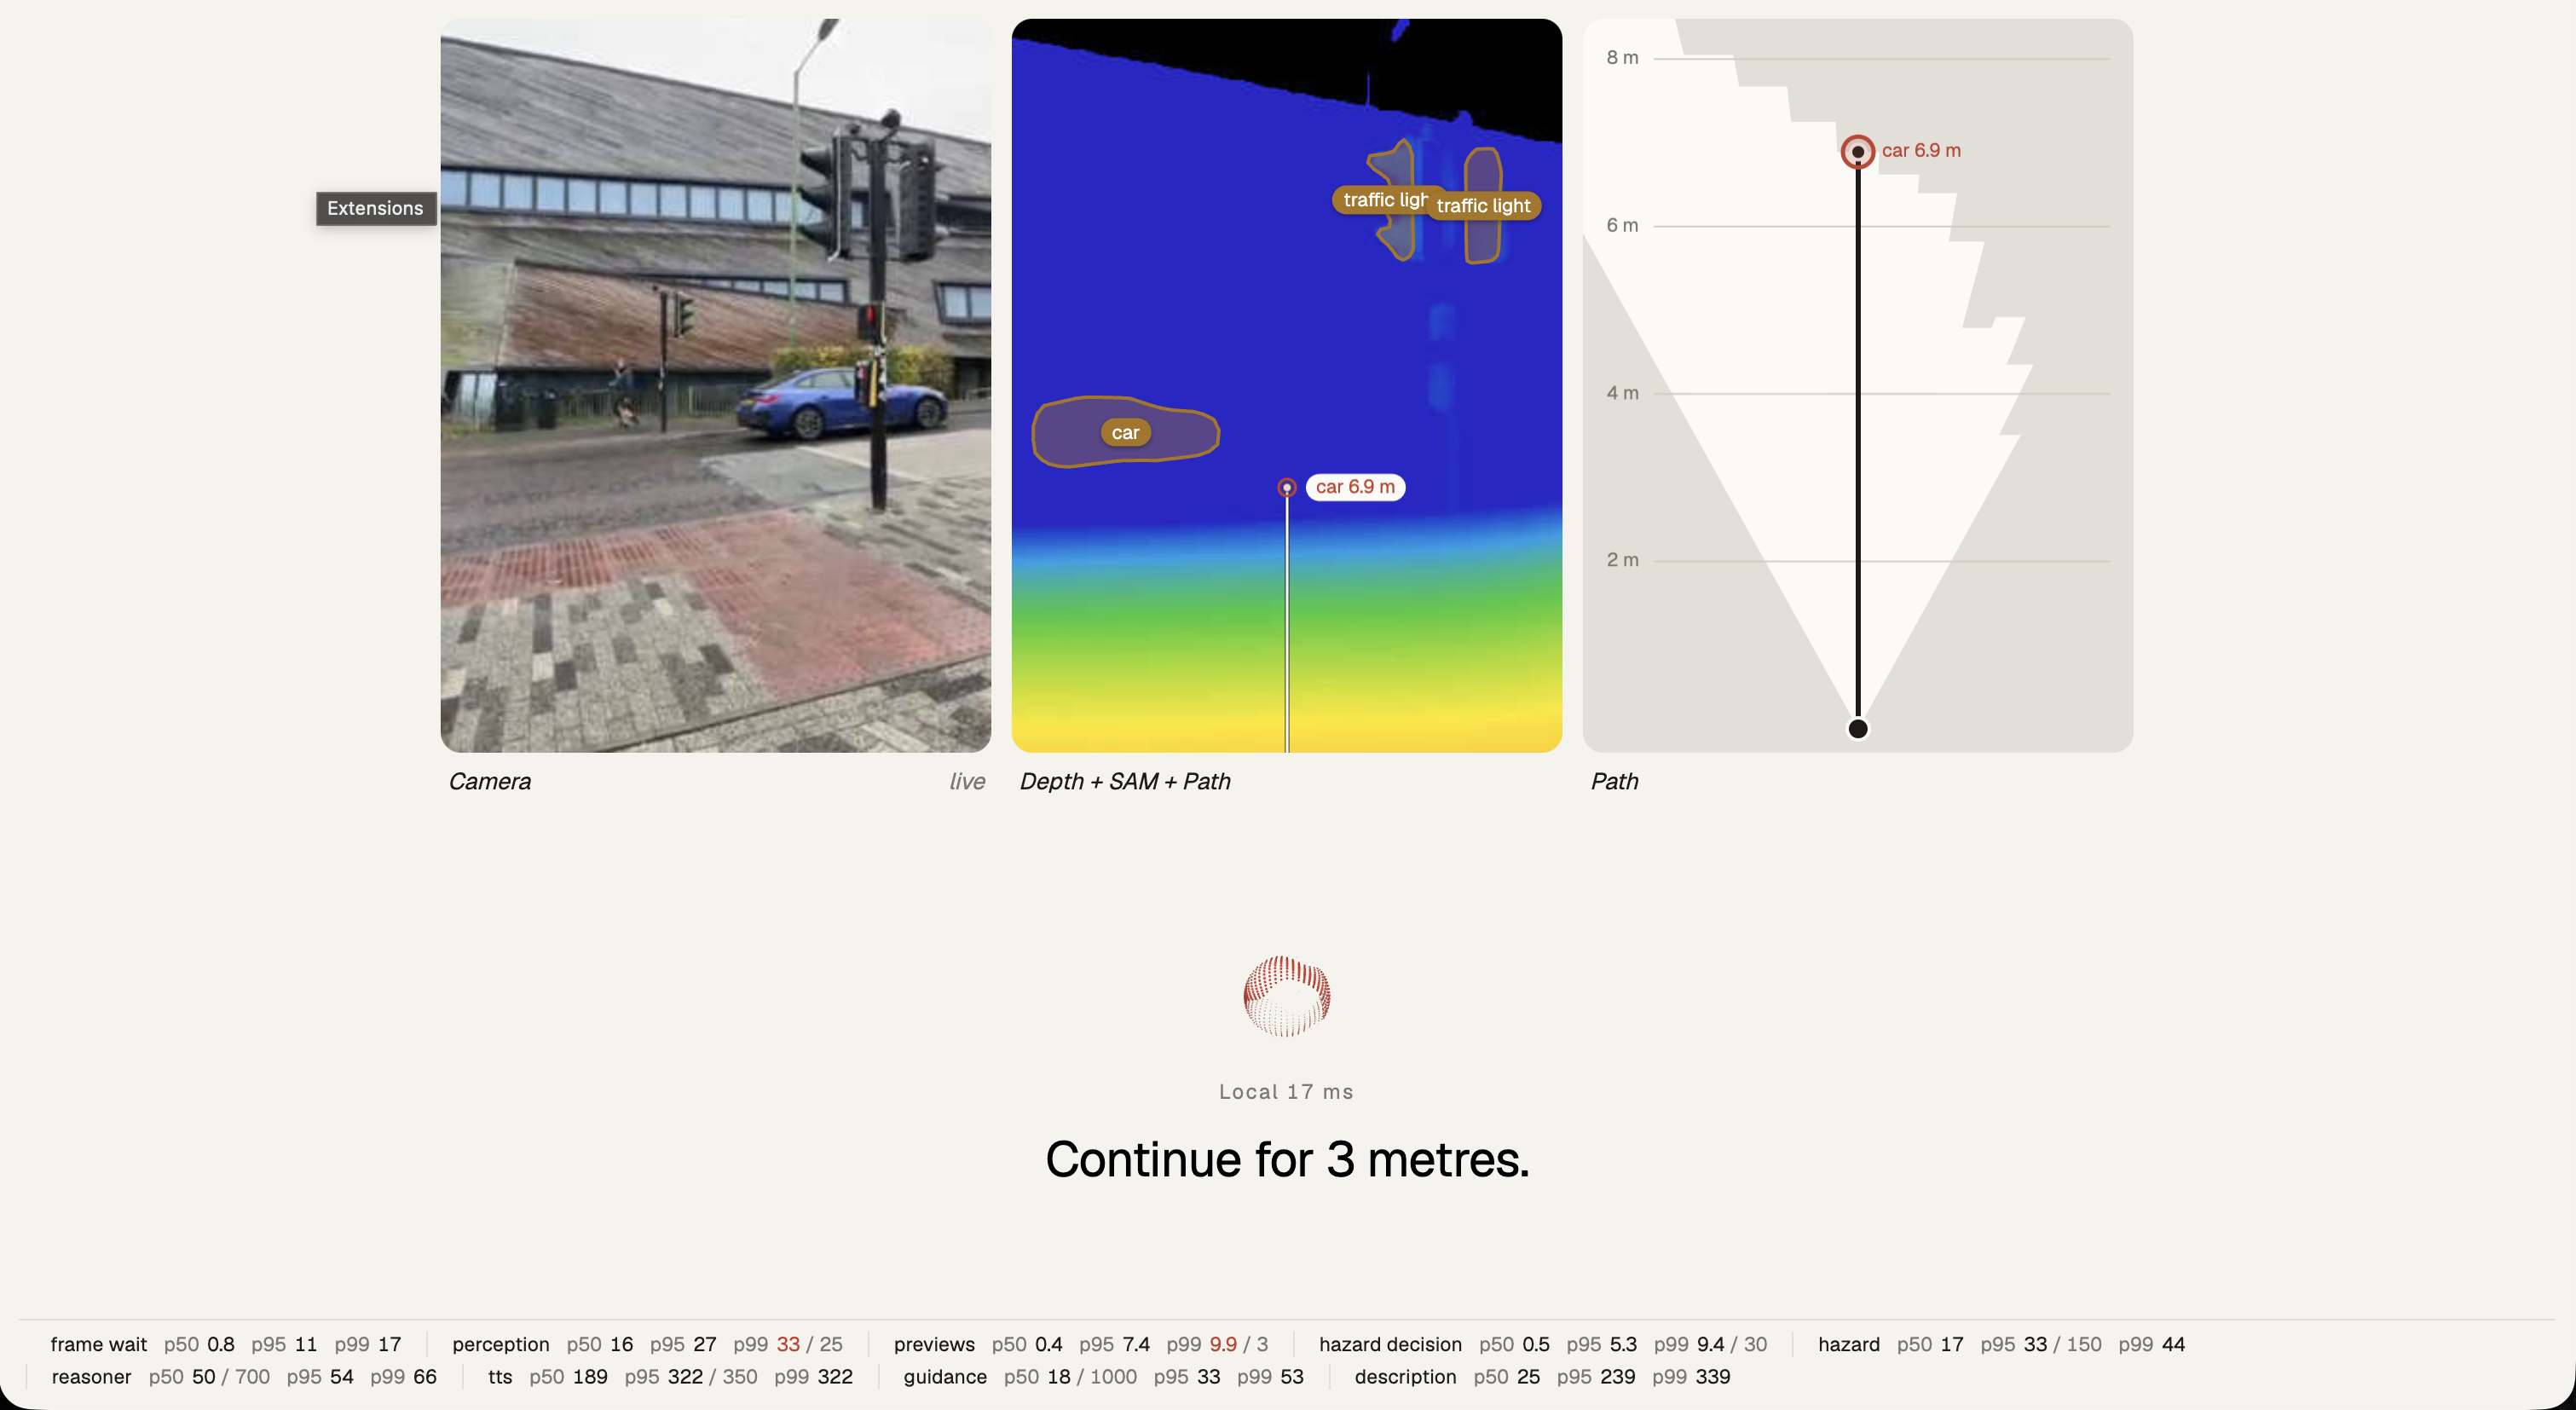 Extensions
traffic ligh
traffic light
car
car 6.9 m
8 m
car 6.9 m
6 m
4 m
2 m
Camera
live
Depth + SAM + Path
Path
Local 17 ms
Continue for 3 metres.
frame wait p50 0.8 p95 11 p99 17 perception p50 16 p95 27 p99 33 / 25 previews p50 0.4 p95 7.4 p99 9.9 / 3 hazard decision p50 0.5 p95 5.3 p99 9.4 / 30 hazard p50 17 p95 33 / 150 p99 44
reasoner p50 50 / 700 p95 54 p99 66 tts p50 189 p95 322 / 350 p99 322 guidance p50 18 / 1000 p95 33 p99 53 description p50 25 p95 239 p99 339